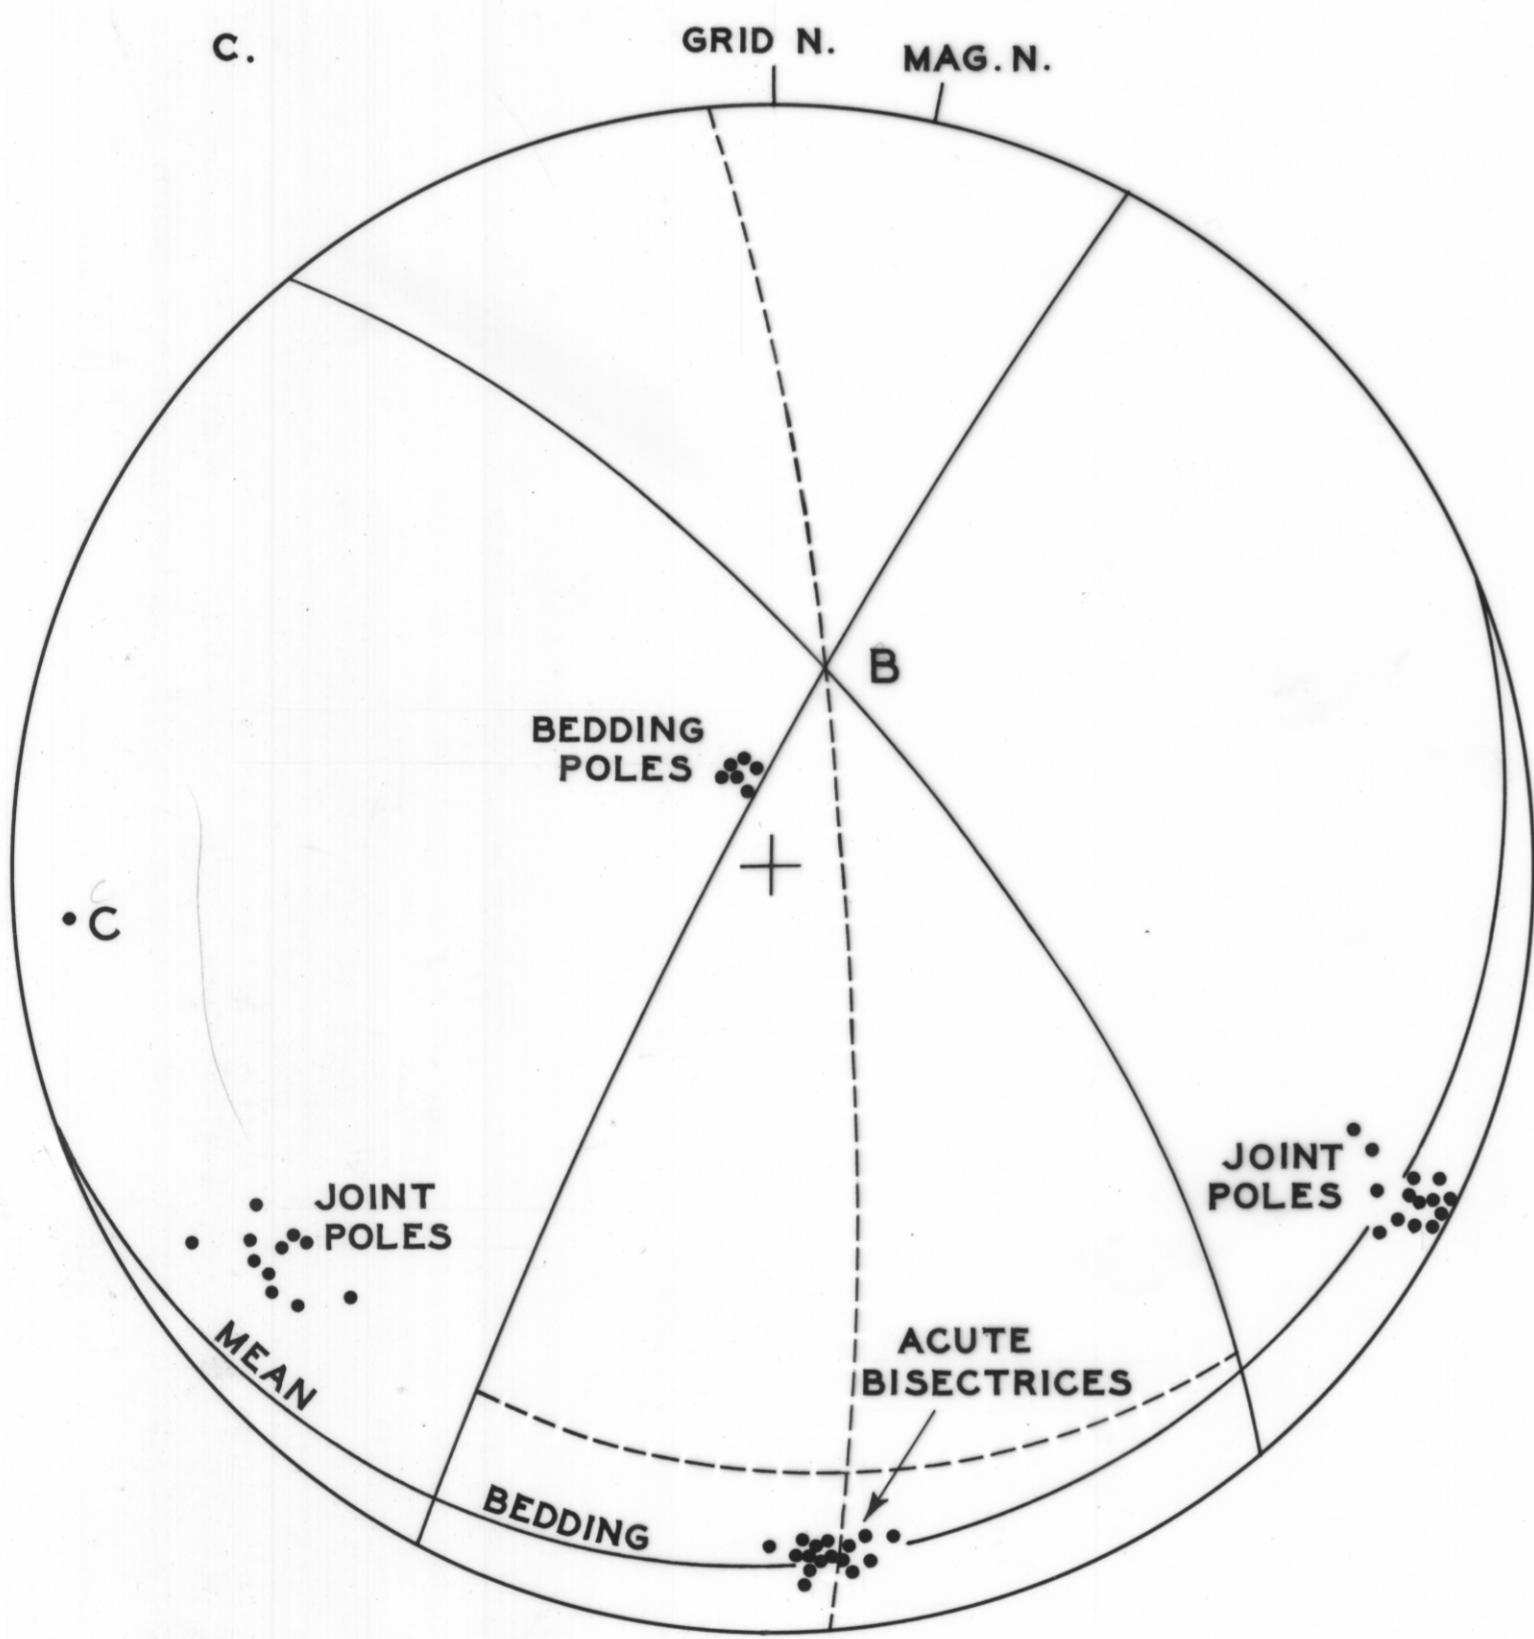 C.
GRID N.
MAG. N.
B
BEDDING
POLES
C
C
JOINT
POLES
JOINT
POLES
MEAN
ACUTE
BISECTRICES
BEDDING